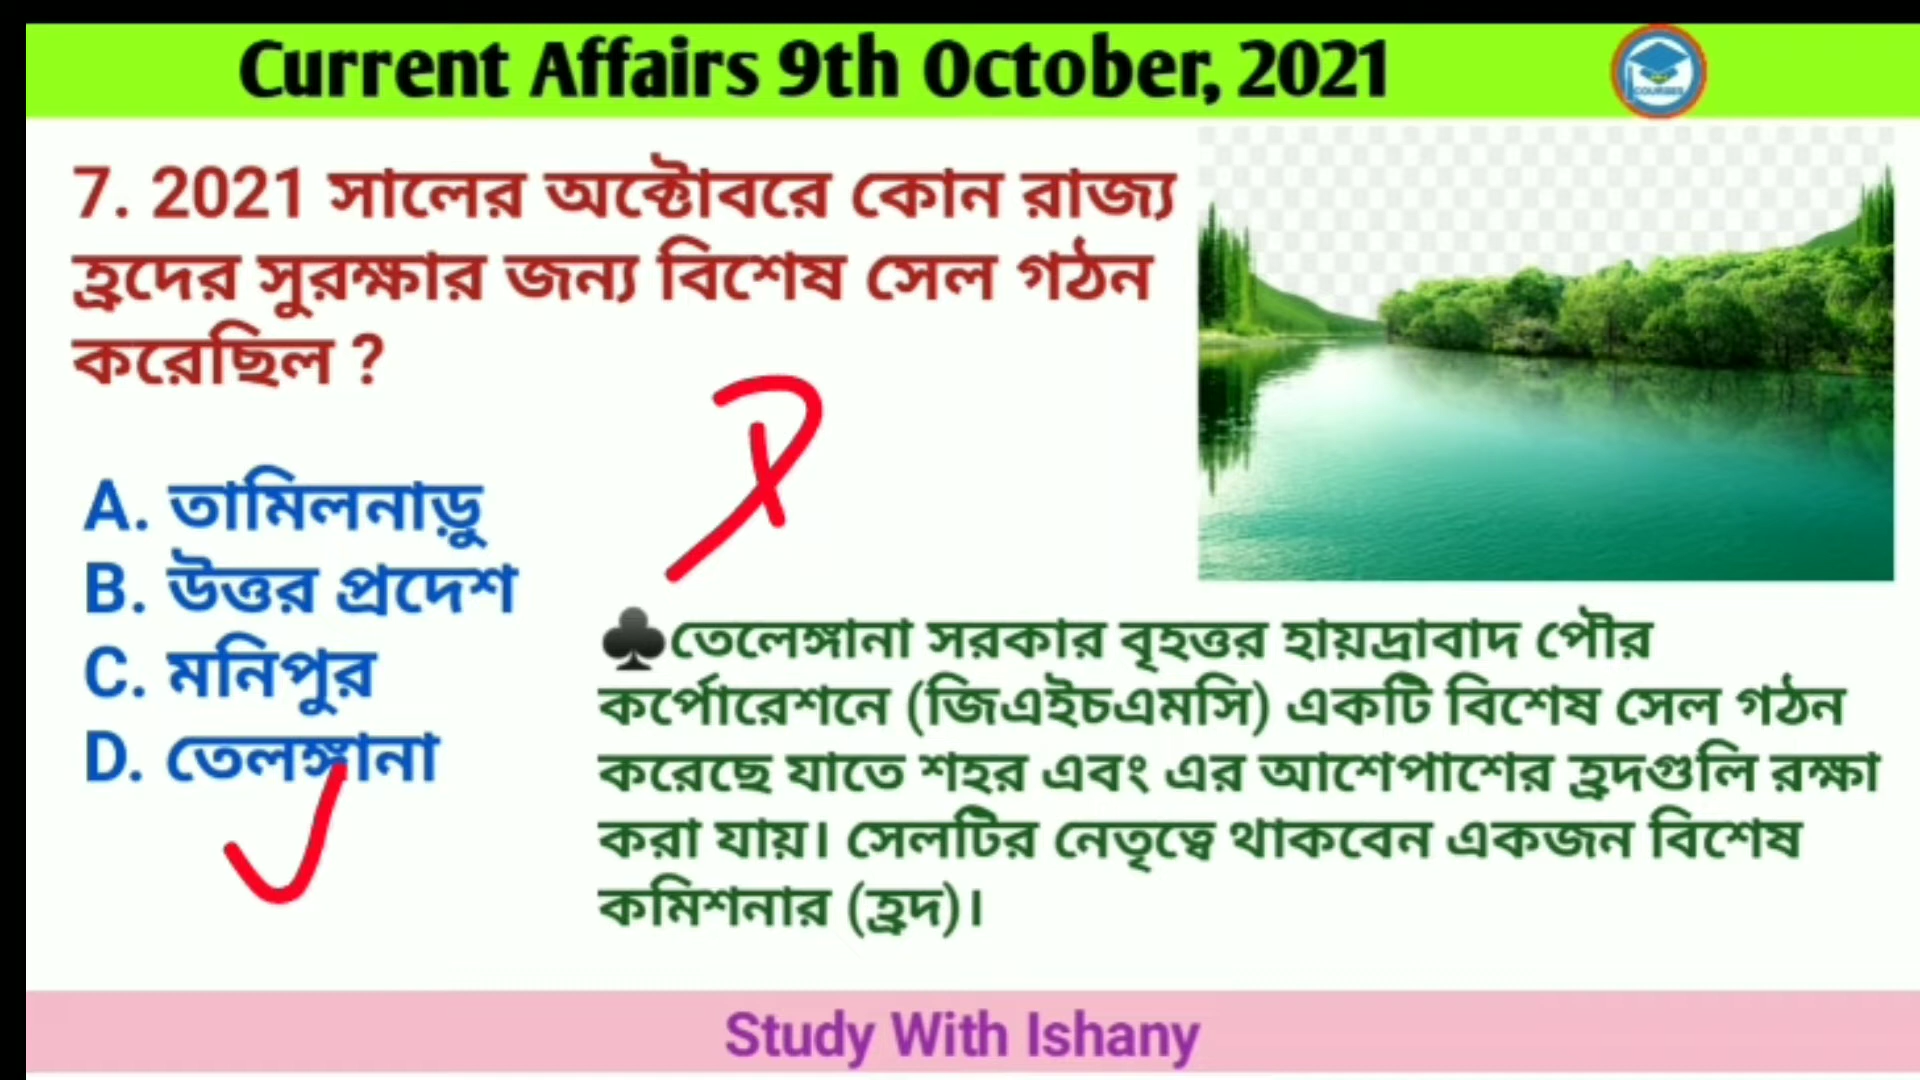 Current Affairs 9th October, 2021
COURSES
7. 2021 সালের অক্টোবরে কোন রাজ্য
হ্রদের সুরক্ষার জন্য বিশেষ সেল গঠন
করেছিল ?
A. তামিলনাড়ু
B. উত্তর প্রদেশ
C. মনিপুর
D. তেলঙ্গানা
♣তেলেঙ্গানা সরকার বৃহত্তর হায়দ্রাবাদ পৌর
কর্পোরেশনে (জিএইচএমসি) একটি বিশেষ সেল গঠন
করেছে যাতে শহর এবং এর আশেপাশের হ্রদগুলি রক্ষা
করা যায়। সেলটির নেতৃত্বে থাকবেন একজন বিশেষ
কমিশনার (হ্রদ)।
Study With Ishany